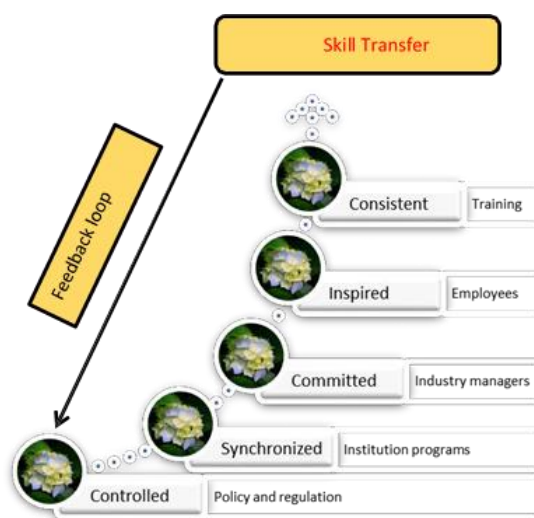 Skill Transfer
Feedback loop
Consistent Training
Inspired Employees
Committed Industry managers
Synchronized Institution programs
Controlled Policy and regulation